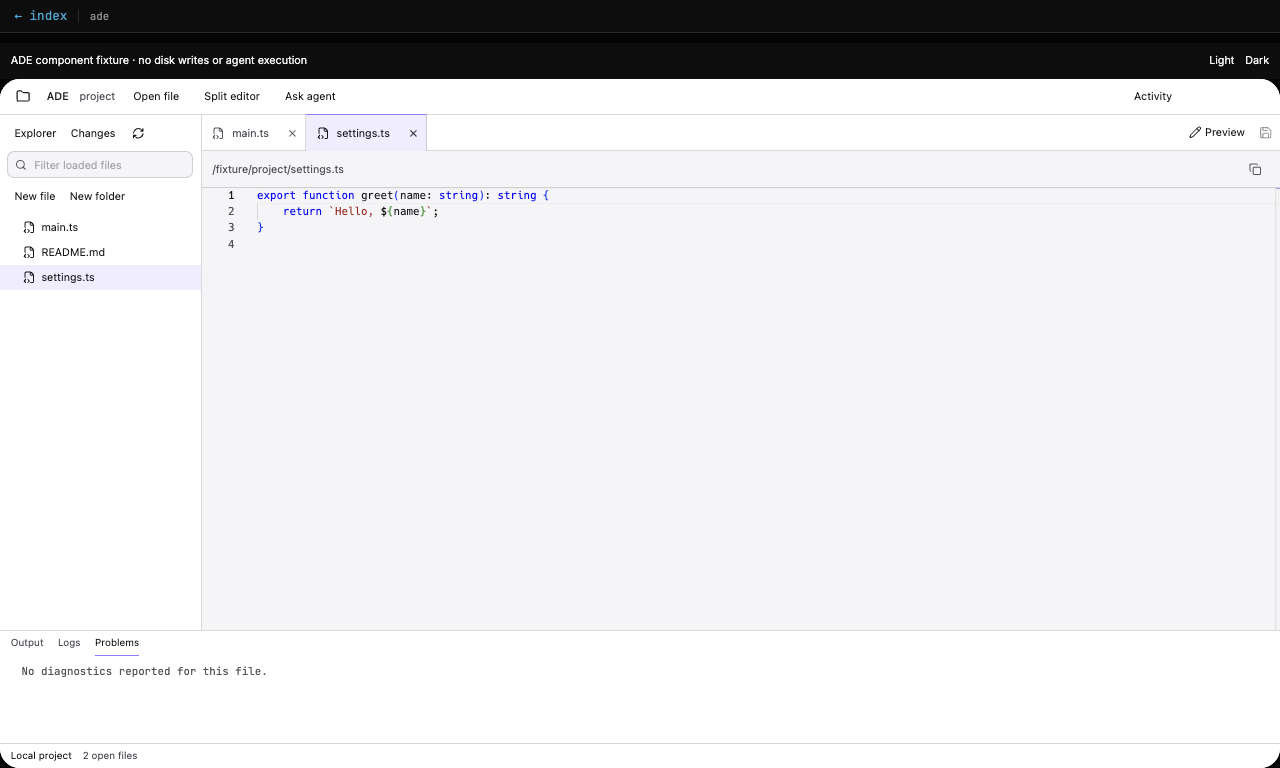 ← index ade
ADE component fixture · no disk writes or agent execution Light Dark
ADE project Open file Split editor Ask agent Activity
Explorer Changes
main.ts × settings.ts × Preview
Filter loaded files
/fixture/project/settings.ts
New file New folder
main.ts
README.md
settings.ts
1 export function greet(name: string): string {
2 return `Hello, ${name}`;
3 }
4
Output Logs Problems
No diagnostics reported for this file.
Local project 2 open files